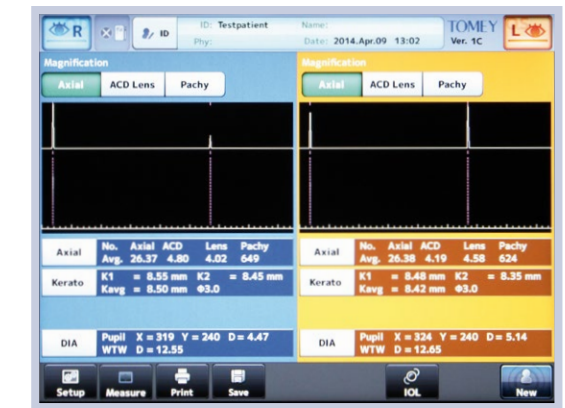 R
ID
ID: Testpatient
Phy:
Name:
Date: 2014.Apr.09 13:02
TOMEY
Ver. 1C
L
Magnification
Axial ACD Lens Pachy
Axial
No. Axial ACD Lens Pachy
Avg. 26.37 4.80 4.02 649
Kerato
K1 = 8.55 mm K2 = 8.45 mm
Kavg = 8.50 mm Φ3.0
DIA
Pupil X = 319 Y = 240 D = 4.47
WTW D = 12.55
Magnification
Axial ACD Lens Pachy
Axial
No. Axial ACD Lens Pachy
Avg. 26.38 4.19 4.58 624
Kerato
K1 = 8.48 mm K2 = 8.35 mm
Kavg = 8.42 mm Φ3.0
DIA
Pupil X = 324 Y = 240 D = 5.14
WTW D = 12.65
Setup Measure Print Save IOL New